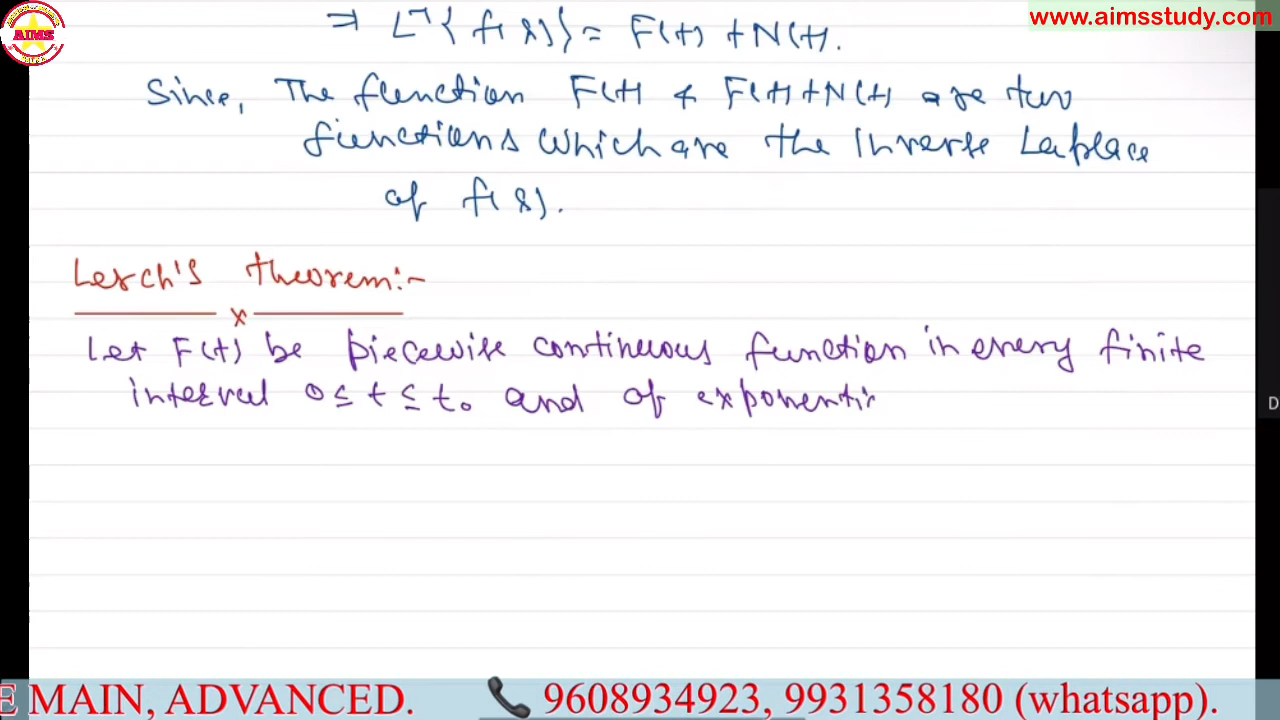 www.aimsstudy.com
AIMS
⇒ L⁻¹{f(s)} = F(t) + N(t).
Since, The function F(t) & F(t)+N(t) are two
functions which are the Inverse Laplace
of f(s).
Lerch's theorem:-
x
Let F(t) be piecewise continuous function in every finite
interval 0 ≤ t ≤ t₀ and of exponenti
D
E MAIN, ADVANCED. 9608934923, 9931358180 (whatsapp).